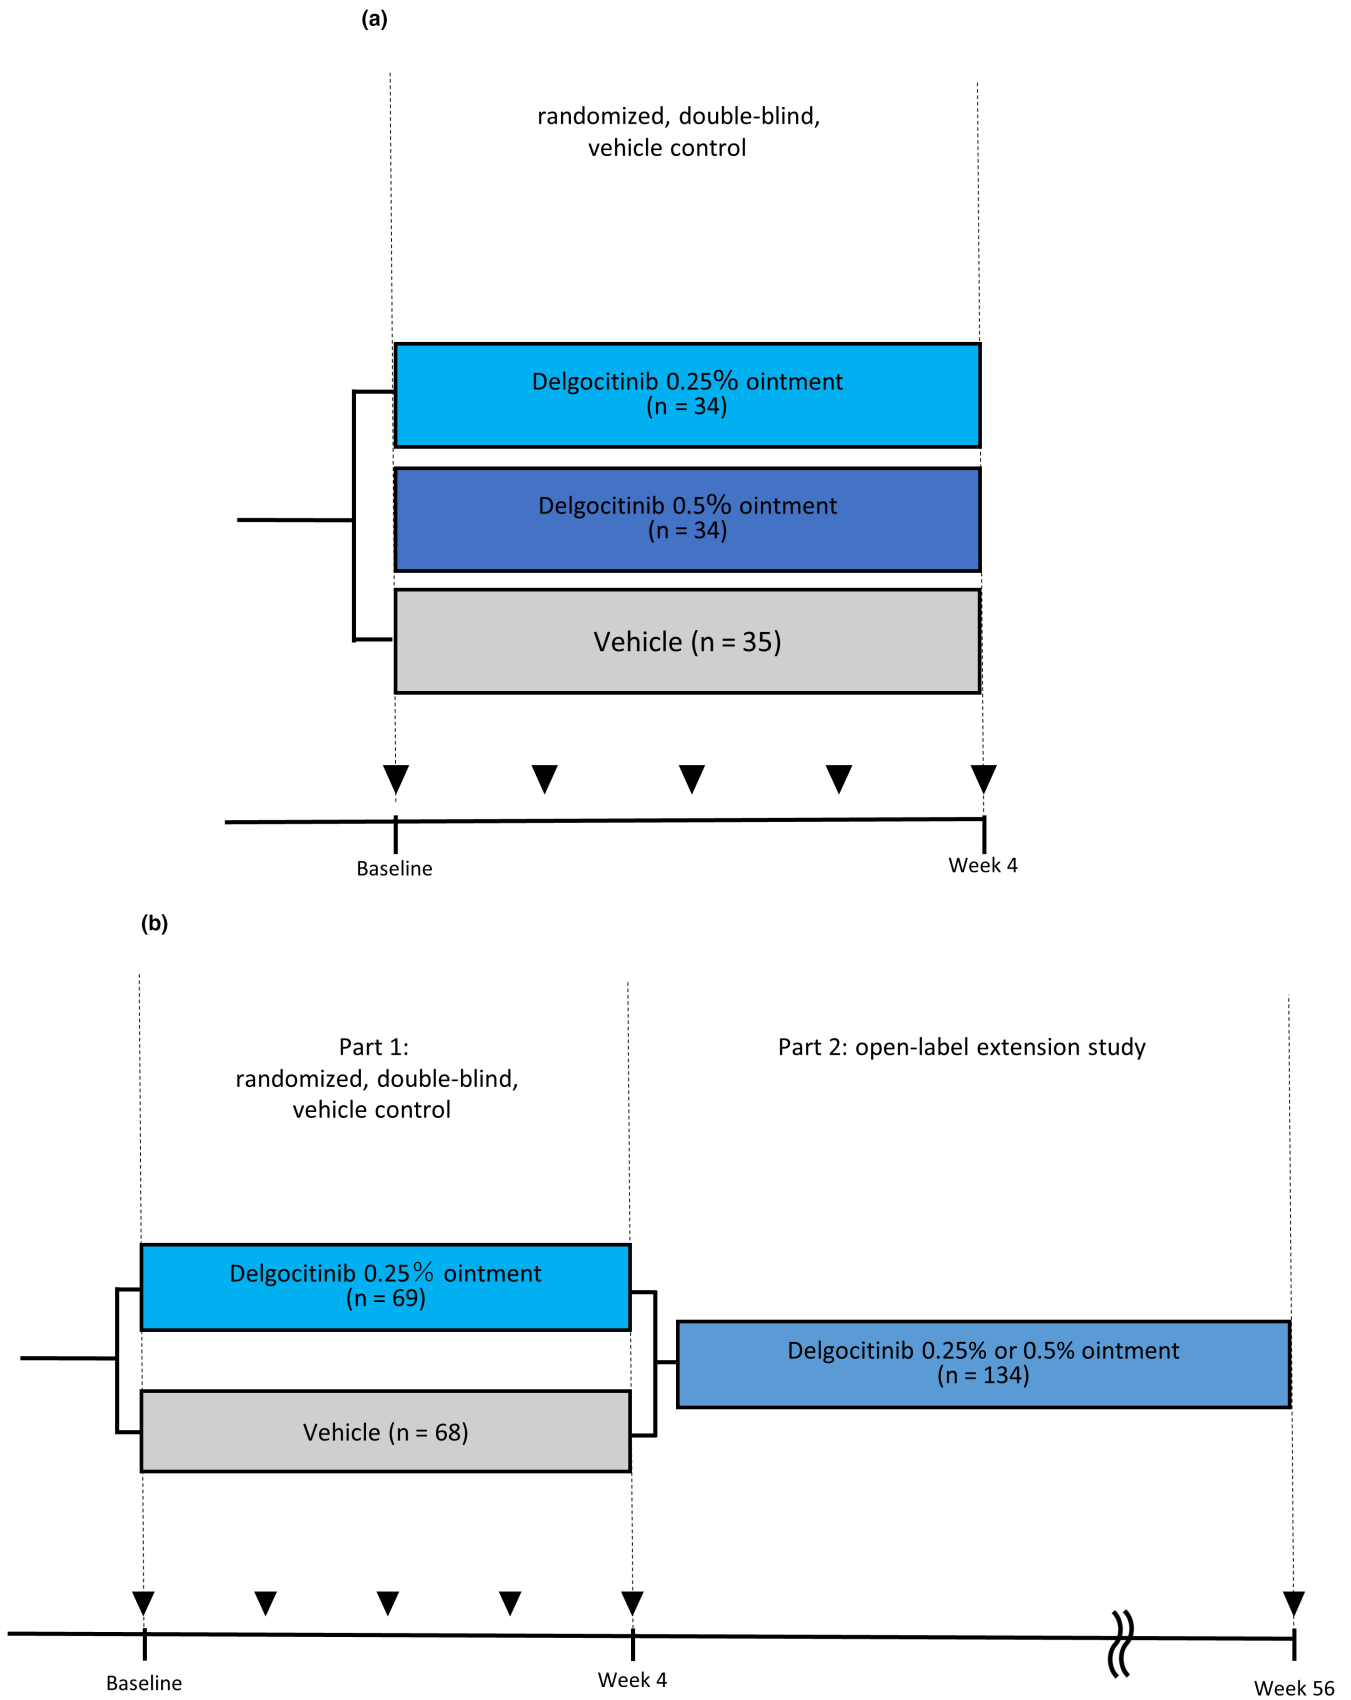 (a)
randomized, double-blind,
vehicle control
Delgocitinib 0.25% ointment
(n = 34)
Delgocitinib 0.5% ointment
(n = 34)
Vehicle (n = 35)
Baseline
Week 4
(b)
Part 1:
randomized, double-blind,
vehicle control
Part 2: open-label extension study
Delgocitinib 0.25% ointment
(n = 69)
Delgocitinib 0.25% or 0.5% ointment
(n = 134)
Vehicle (n = 68)
Baseline
Week 4
Week 56